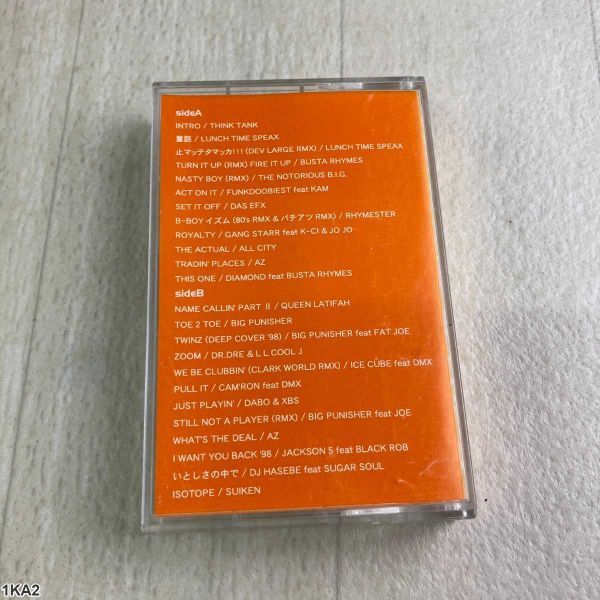 sideA
INTRO / THINK TANK
童話 / LUNCH TIME SPEAX
止マッテタマッカ!!! (DEV LARGE RMX) / LUNCH TIME SPEAX
TURN IT UP (RMX) FIRE IT UP / BUSTA RHYMES
NASTY BOY (RMX) / THE NOTORIOUS B.I.G.
ACT ON IT / FUNKDOOBIEST feat KAM
SET IT OFF / DAS EFX
B-BOY イズム (80's RMX & バチアツ RMX) / RHYMESTER
ROYALTY / GANG STARR feat K-CI & JO JO
THE ACTUAL / ALL CITY
TRADIN' PLACES / AZ
THIS ONE / DIAMOND feat BUSTA RHYMES
sideB
NAME CALLIN' PART II / QUEEN LATIFAH
TOE 2 TOE / BIG PUNISHER
TWINZ (DEEP COVER '98) / BIG PUNISHER feat FAT JOE
ZOOM / DR.DRE & L L COOL J
WE BE CLUBBIN' (CLARK WORLD RMX) / ICE CUBE feat DMX
PULL IT / CAM'RON feat DMX
JUST PLAYIN' / DABO & XBS
STILL NOT A PLAYER (RMX) / BIG PUNISHER feat JOE
WHAT'S THE DEAL / AZ
I WANT YOU BACK '98 / JACKSON 5 feat BLACK ROB
いとしさの中で / DJ HASEBE feat SUGAR SOUL
ISOTOPE / SUIKEN
1KA2